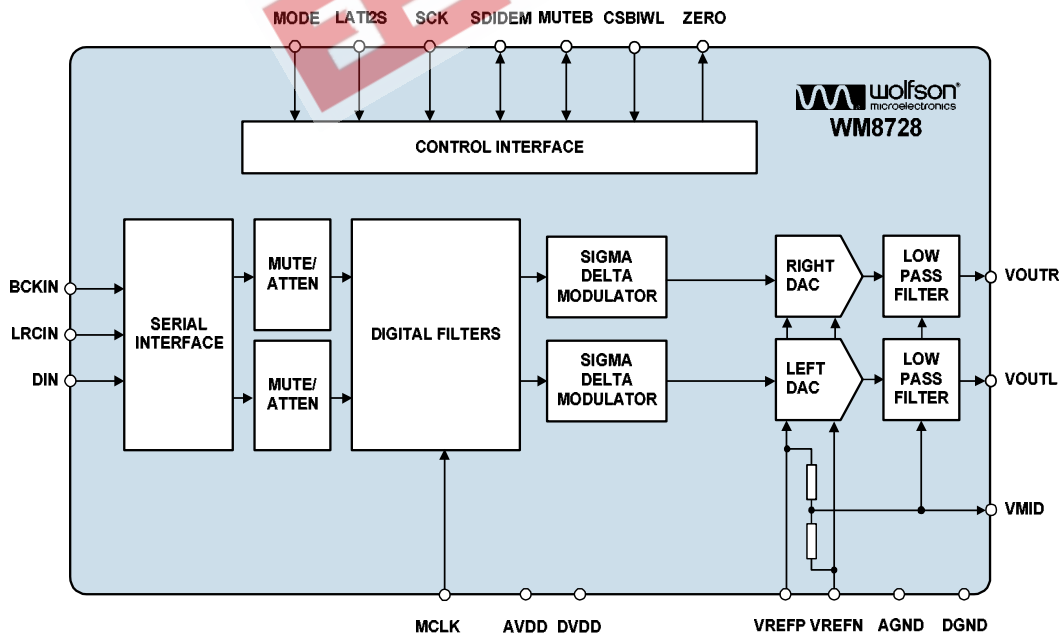 MODE LATI2S SCK SDIDEM MUTEB CSBIWL ZERO
wolfson®
microelectronics
WM8728
CONTROL INTERFACE
BCKIN
LRCIN
DIN
SERIAL
INTERFACE
MUTE/
ATTEN
MUTE/
ATTEN
DIGITAL FILTERS
SIGMA
DELTA
MODULATOR
SIGMA
DELTA
MODULATOR
RIGHT
DAC
LEFT
DAC
LOW
PASS
FILTER
LOW
PASS
FILTER
VOUTR
VOUTL
VMID
MCLK AVDD DVDD VREFP VREFN AGND DGND